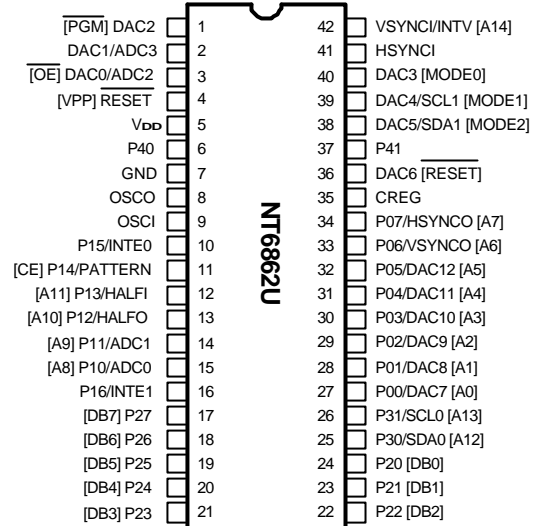 [PGM] DAC2 1 42 VSYNCI/INTV [A14]
DAC1/ADC3 2 41 HSYNCI
[OE] DAC0/ADC2 3 40 DAC3 [MODE0]
[VPP] RESET 4 39 DAC4/SCL1 [MODE1]
VDD 5 38 DAC5/SDA1 [MODE2]
P40 6 37 P41
GND 7 36 DAC6 [RESET]
OSCO 8 35 CREG
OSCI 9 34 P07/HSYNCO [A7]
P15/INTE0 10 33 P06/VSYNCO [A6]
[CE] P14/PATTERN 11 32 P05/DAC12 [A5]
[A11] P13/HALFI 12 31 P04/DAC11 [A4]
[A10] P12/HALFO 13 30 P03/DAC10 [A3]
[A9] P11/ADC1 14 29 P02/DAC9 [A2]
[A8] P10/ADC0 15 28 P01/DAC8 [A1]
P16/INTE1 16 27 P00/DAC7 [A0]
[DB7] P27 17 26 P31/SCL0 [A13]
[DB6] P26 18 25 P30/SDA0 [A12]
[DB5] P25 19 24 P20 [DB0]
[DB4] P24 20 23 P21 [DB1]
[DB3] P23 21 22 P22 [DB2]
NT6862U